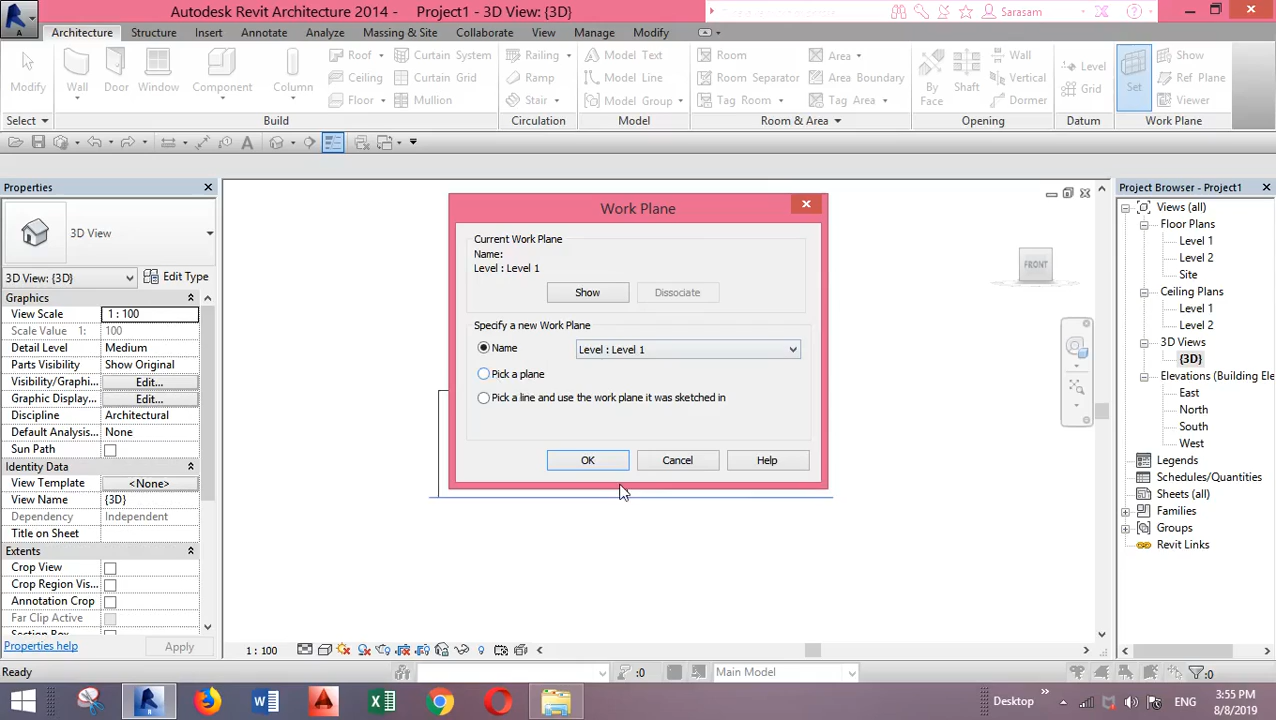 Autodesk Revit Architecture 2014 - Project1 - 3D View: {3D}
Sarasam
Architecture Structure Insert Annotate Analyze Massing & Site Collaborate View Manage Modify
Modify
Wall
Door
Window
Component
Column
Roof
Ceiling
Floor
Curtain System
Curtain Grid
Mullion
Railing
Ramp
Stair
Model Text
Model Line
Model Group
Room
Room Separator
Tag Room
Area
Area Boundary
Tag Area
By
Face
Shaft
Wall
Vertical
Dormer
Level
Grid
Set
Show
Ref Plane
Viewer
Select Build Circulation Model Room & Area Opening Datum Work Plane
Properties
3D View
3D View: {3D} Edit Type
Graphics
View Scale 1 : 100
Scale Value 1: 100
Detail Level Medium
Parts Visibility Show Original
Visibility/Graphi... Edit...
Graphic Display... Edit...
Discipline Architectural
Default Analysis... None
Sun Path
Identity Data
View Template <None>
View Name {3D}
Dependency Independent
Title on Sheet
Extents
Crop View
Crop Region Vis...
Annotation Crop
Far Clip Active
Section Box
Properties help Apply
Work Plane
Current Work Plane
Name:
Level : Level 1
Show Dissociate
Specify a new Work Plane
Name Level : Level 1
Pick a plane
Pick a line and use the work plane it was sketched in
OK Cancel Help
FRONT
Project Browser - Project1
Views (all)
Floor Plans
Level 1
Level 2
Site
Ceiling Plans
Level 1
Level 2
3D Views
{3D}
Elevations (Building Ele
East
North
South
West
Legends
Schedules/Quantities
Sheets (all)
Families
Groups
Revit Links
1 : 100
Ready :0 Main Model :0
Desktop ENG 3:55 PM
8/8/2019